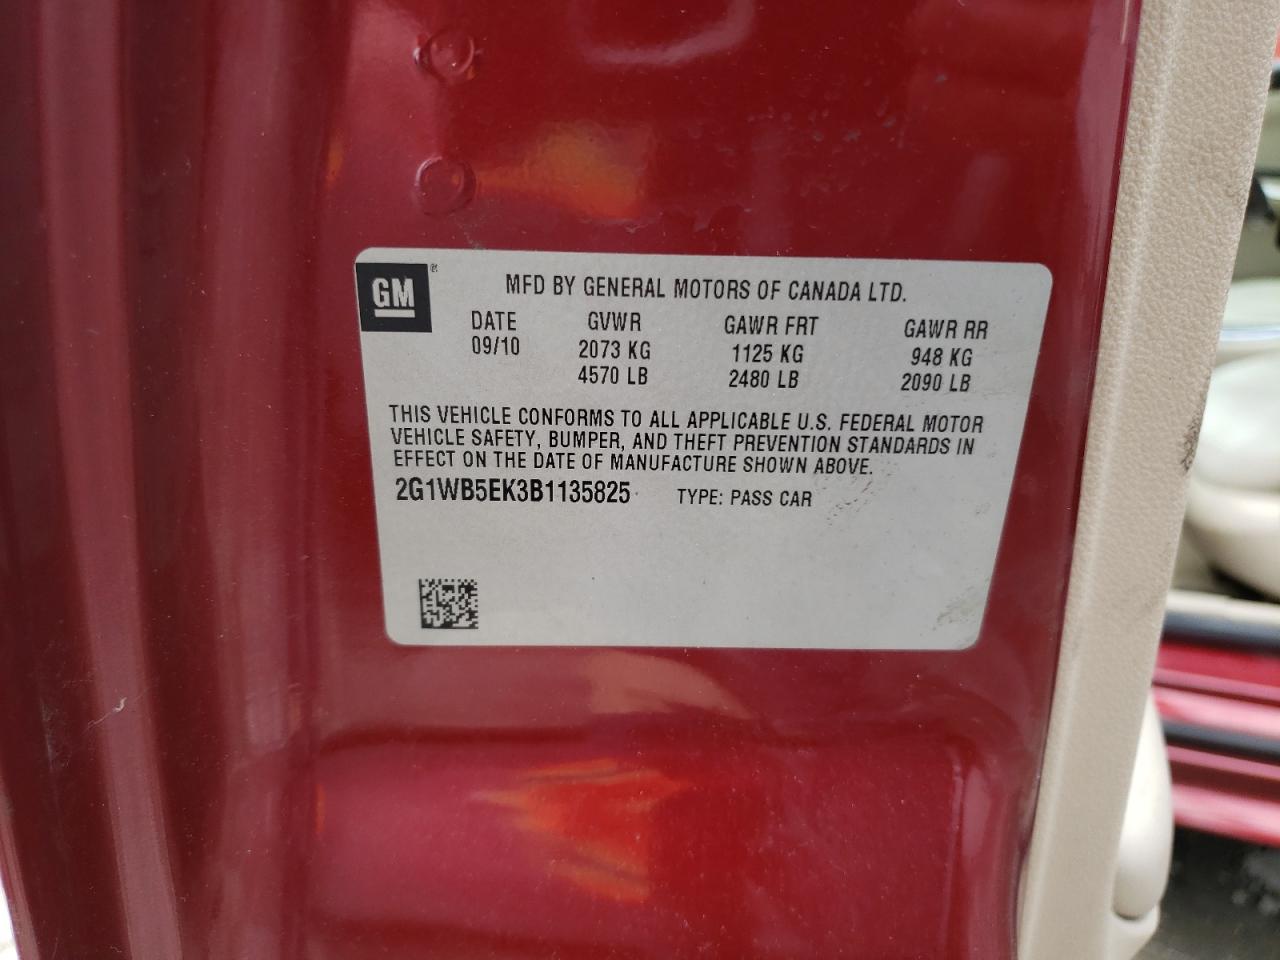 GM®
MFD BY GENERAL MOTORS OF CANADA LTD.
DATE GVWR GAWR FRT GAWR RR
09/10 2073 KG 1125 KG 948 KG
4570 LB 2480 LB 2090 LB
THIS VEHICLE CONFORMS TO ALL APPLICABLE U.S. FEDERAL MOTOR
VEHICLE SAFETY, BUMPER, AND THEFT PREVENTION STANDARDS IN
EFFECT ON THE DATE OF MANUFACTURE SHOWN ABOVE.
2G1WB5EK3B1135825 TYPE: PASS CAR